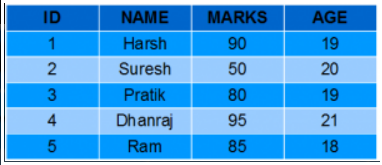 ID NAME MARKS AGE
1 Harsh 90 19
2 Suresh 50 20
3 Pratik 80 19
4 Dhanraj 95 21
5 Ram 85 18